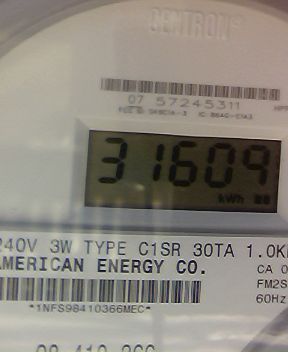 CENTRON®
07 57245311
31609
kWh
240V 3W TYPE C1SR 30TA 1.0K
AMERICAN ENERGY CO.
CA 0
FM2S
*1NFS98410366MEC*
60Hz